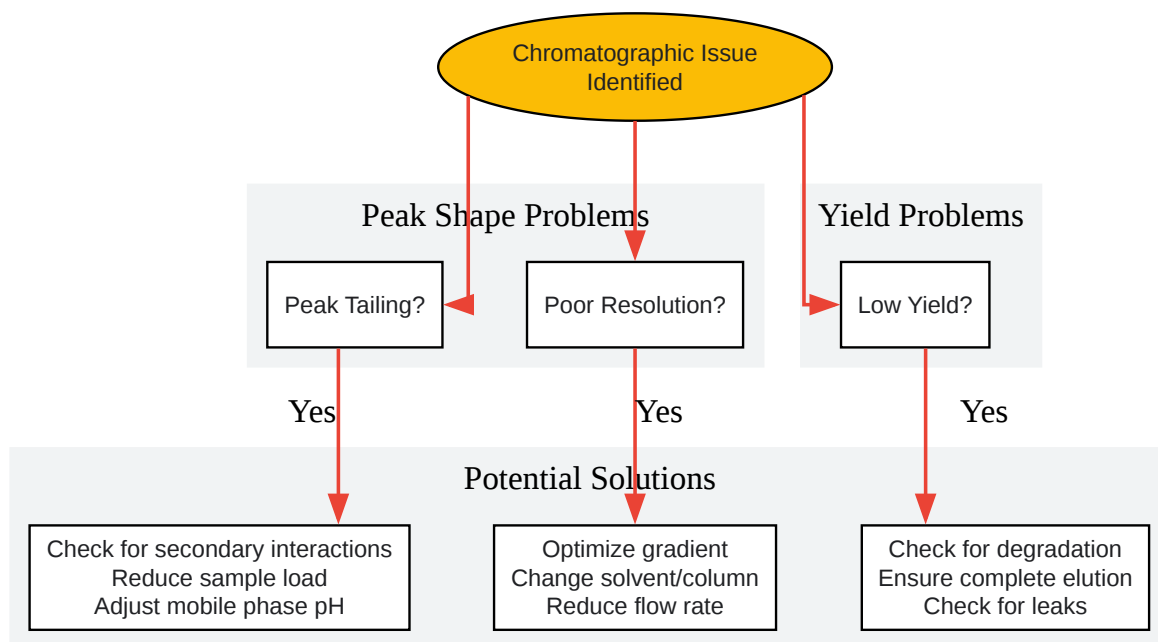 Chromatographic Issue
Identified
Peak Shape Problems
Yield Problems
Peak Tailing?
Poor Resolution?
Low Yield?
Yes
Yes
Yes
Potential Solutions
Check for secondary interactions
Reduce sample load
Adjust mobile phase pH
Optimize gradient
Change solvent/column
Reduce flow rate
Check for degradation
Ensure complete elution
Check for leaks